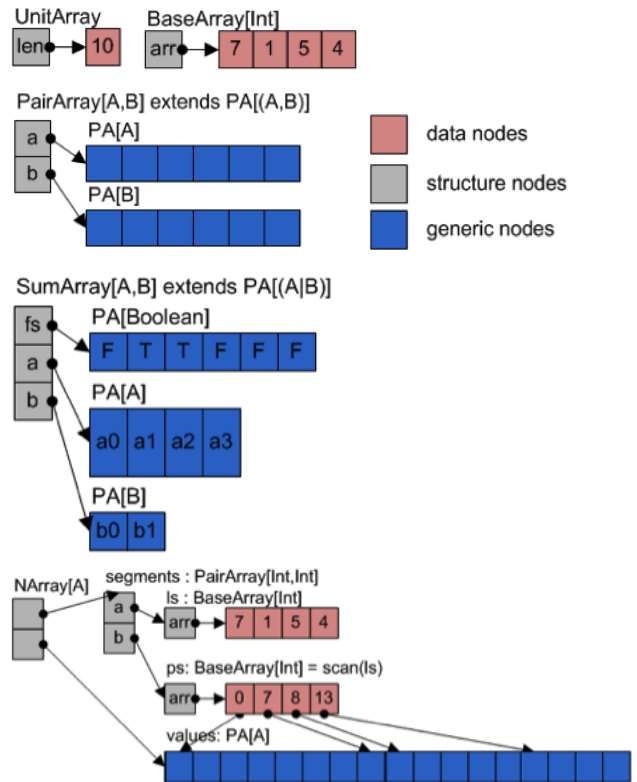 UnitArray
len 10
BaseArray[Int]
arr 7 1 5 4
PairArray[A,B] extends PA[(A,B)]
a
b
PA[A]
PA[B]
data nodes
structure nodes
generic nodes
SumArray[A,B] extends PA[(A|B)]
fs
a
b
PA[Boolean]
F T T F F F
PA[A]
a0 a1 a2 a3
PA[B]
b0 b1
NArray[A]
segments : PairArray[Int,Int]
a
b
ls : BaseArray[Int]
arr 7 1 5 4
ps: BaseArray[Int] = scan(ls)
arr 0 7 8 13
values: PA[A]